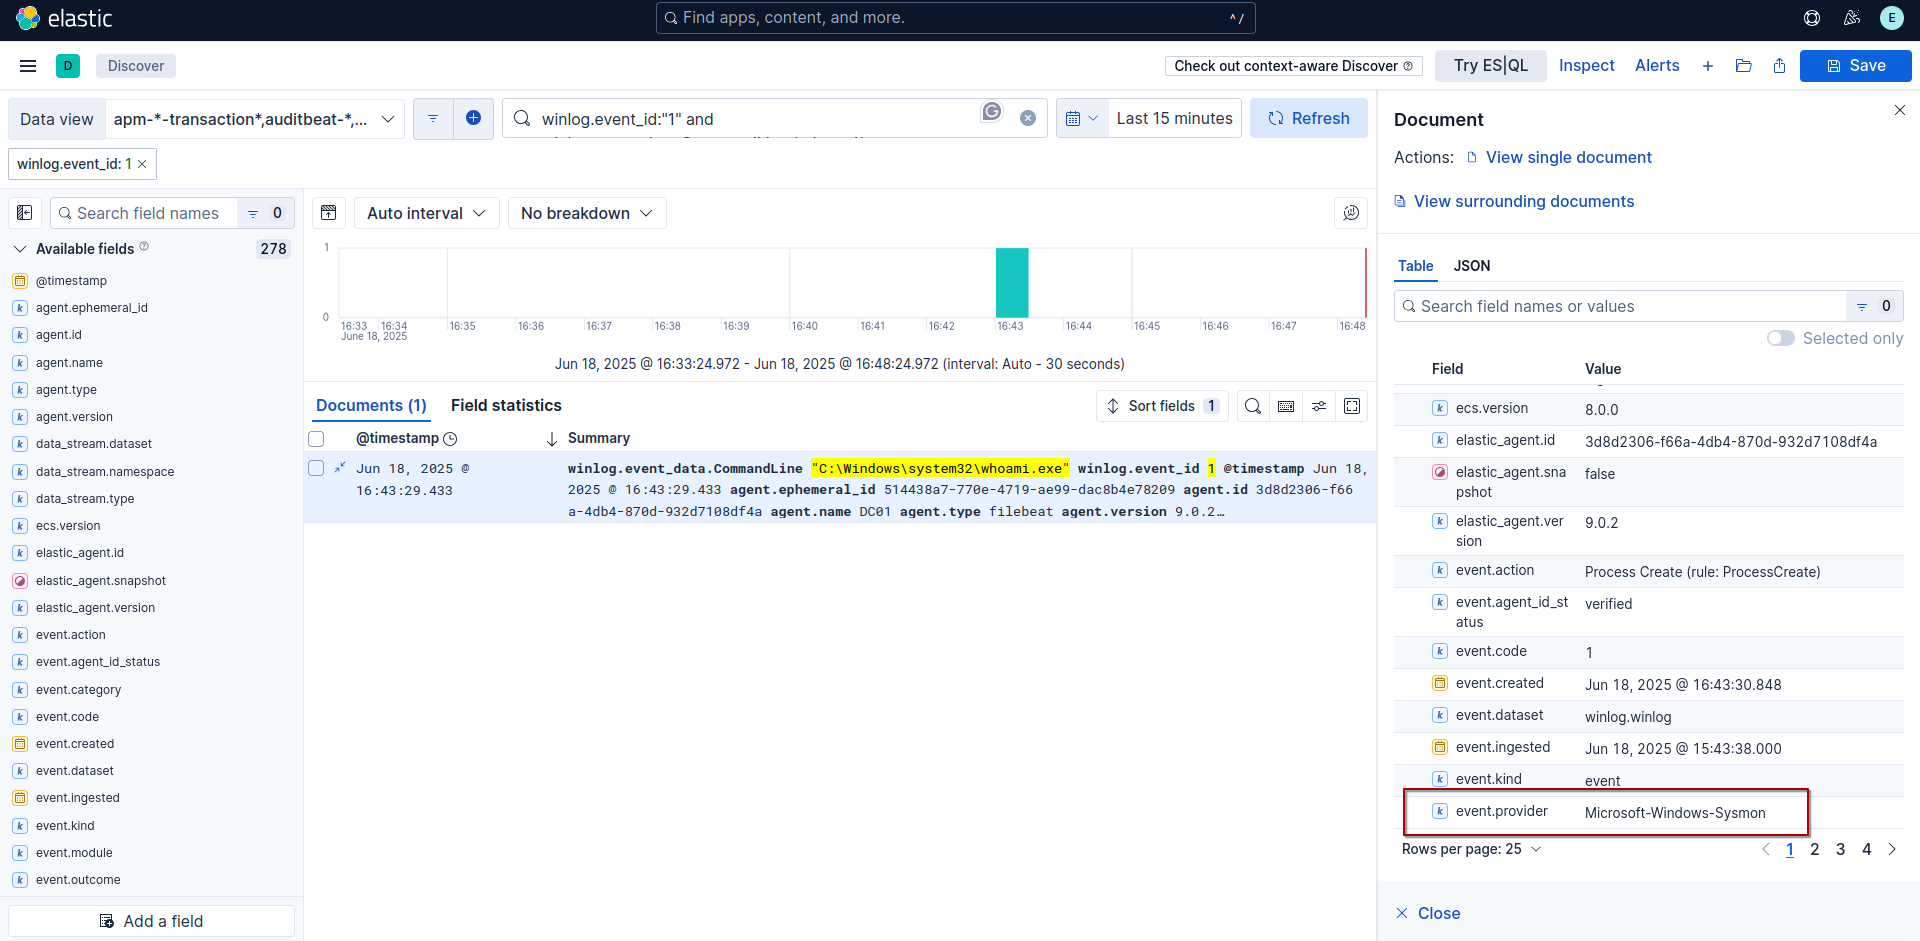 elastic
Find apps, content, and more.
^ /
E
D
Discover
Check out context-aware Discover
Try ES|QL
Inspect
Alerts
Save
Data view
apm-*-transaction*,auditbeat-*,...
winlog.event_id:"1" and
Last 15 minutes
Refresh
winlog.event_id: 1
Search field names
0
Available fields
278
@timestamp
agent.ephemeral_id
agent.id
agent.name
agent.type
agent.version
data_stream.dataset
data_stream.namespace
data_stream.type
ecs.version
elastic_agent.id
elastic_agent.snapshot
elastic_agent.version
event.action
event.agent_id_status
event.category
event.code
event.created
event.dataset
event.ingested
event.kind
event.module
event.outcome
Add a field
Auto interval
No breakdown
1
0
16:33 16:34 16:35 16:36 16:37 16:38 16:39 16:40 16:41 16:42 16:43 16:44 16:45 16:46 16:47 16:48
June 18, 2025
Jun 18, 2025 @ 16:33:24.972 - Jun 18, 2025 @ 16:48:24.972 (interval: Auto - 30 seconds)
Documents (1)
Field statistics
Sort fields 1
@timestamp
Summary
Jun 18, 2025 @
16:43:29.433
winlog.event_data.CommandLine "C:\Windows\system32\whoami.exe" winlog.event_id 1 @timestamp Jun 18,
2025 @ 16:43:29.433 agent.ephemeral_id 514438a7-770e-4719-ae99-dac8b4e78209 agent.id 3d8d2306-f66
a-4db4-870d-932d7108df4a agent.name DC01 agent.type filebeat agent.version 9.0.2…
Document
Actions: View single document
View surrounding documents
Table
JSON
Search field names or values
0
Selected only
Field Value
ecs.version 8.0.0
elastic_agent.id 3d8d2306-f66a-4db4-870d-932d7108df4a
elastic_agent.sna
pshot
false
elastic_agent.ver
sion
9.0.2
event.action Process Create (rule: ProcessCreate)
event.agent_id_st
atus
verified
event.code 1
event.created Jun 18, 2025 @ 16:43:30.848
event.dataset winlog.winlog
event.ingested Jun 18, 2025 @ 15:43:38.000
event.kind event
event.provider Microsoft-Windows-Sysmon
Rows per page: 25
1 2 3 4
Close